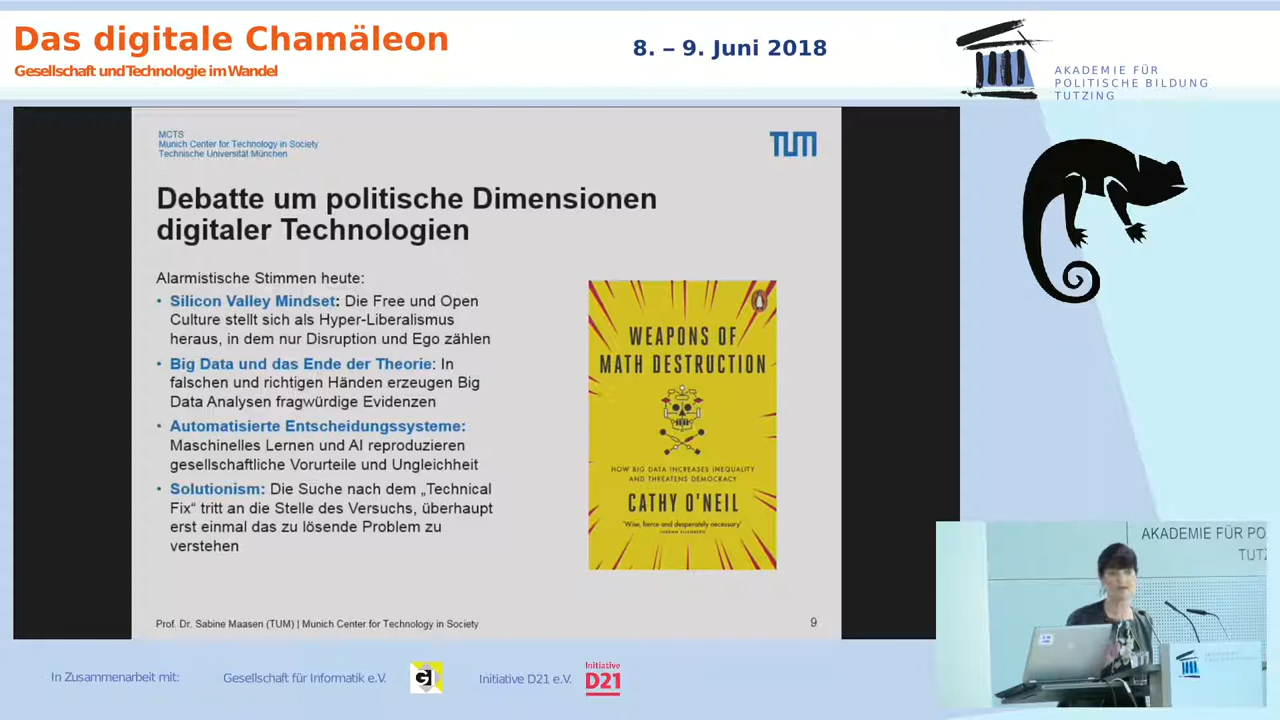 Das digitale Chamäleon
Gesellschaft und Technologie im Wandel
8. – 9. Juni 2018
AKADEMIE FÜR
POLITISCHE BILDUNG
TUTZING
MCTS
Munich Center for Technology in Society
Technische Universität München
TUM
Debatte um politische Dimensionen
digitaler Technologien
Alarmistische Stimmen heute:
• Silicon Valley Mindset: Die Free und Open
Culture stellt sich als Hyper-Liberalismus
heraus, in dem nur Disruption und Ego zählen
• Big Data und das Ende der Theorie: In
falschen und richtigen Händen erzeugen Big
Data Analysen fragwürdige Evidenzen
• Automatisierte Entscheidungssysteme:
Maschinelles Lernen und AI reproduzieren
gesellschaftliche Vorurteile und Ungleichheit
• Solutionism: Die Suche nach dem „Technical
Fix“ tritt an die Stelle des Versuchs, überhaupt
erst einmal das zu lösende Problem zu
verstehen
WEAPONS OF
MATH DESTRUCTION
HOW BIG DATA INCREASES INEQUALITY
AND THREATENS DEMOCRACY
CATHY O'NEIL
'Wise, fierce and desperately necessary'
JORDAN ELLENBERG
Prof. Dr. Sabine Maasen (TUM) | Munich Center for Technology in Society
9
AKADEMIE FÜR PO
TUTZ
In Zusammenarbeit mit:
Gesellschaft für Informatik e.V.
GI
Initiative D21 e.V.
Initiative
D21